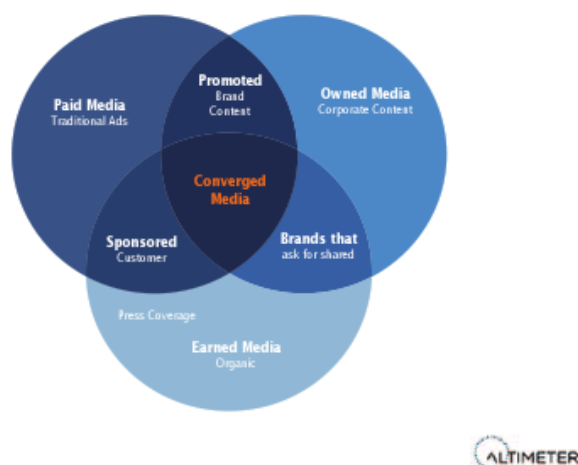 Promoted
Brand
Content
Paid Media
Traditional Ads
Owned Media
Corporate Content
Converged
Media
Sponsored
Customer
Brands that
ask for shared
Press Coverage
Earned Media
Organic
ALTIMETER